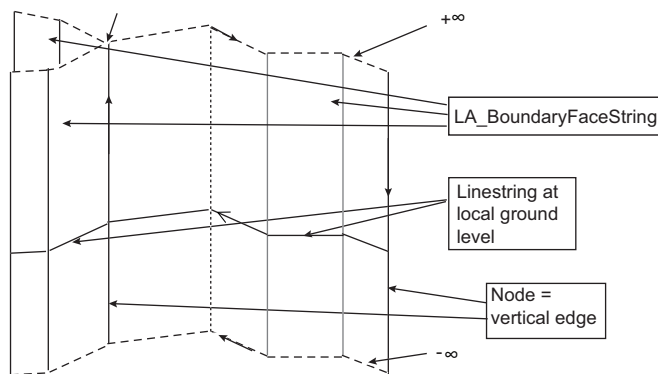 +∞
LA_BoundaryFaceString
Linestring at
local ground
level
Node =
vertical edge
-∞